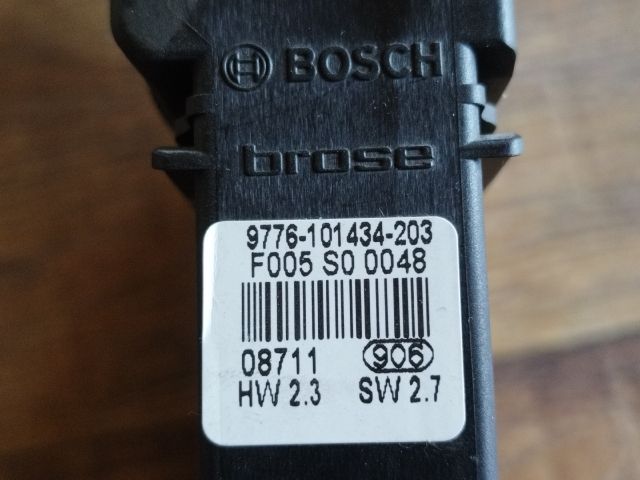 BOSCH
brose
9776-101434-203
F005 S0 0048
08711 906
HW 2.3 SW 2.7